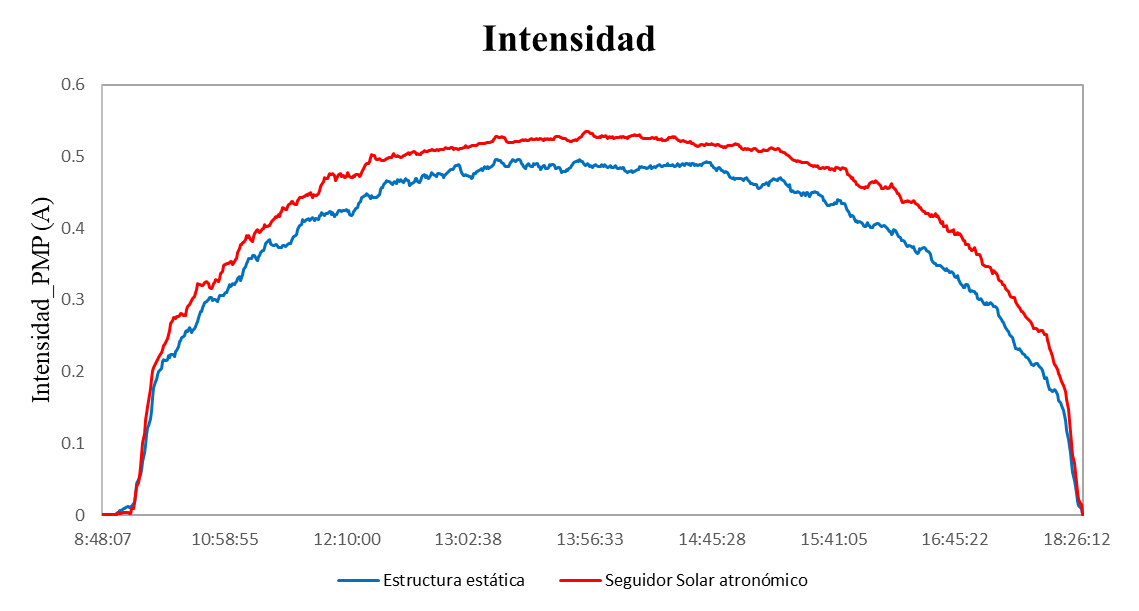 Intensidad
Intensidad_PMP (A)
0.6
0.5
0.4
0.3
0.2
0.1
0
8:48:07 10:58:55 12:10:00 13:02:38 13:56:33 14:45:28 15:41:05 16:45:22 18:26:12
Estructura estática Seguidor Solar atronómico